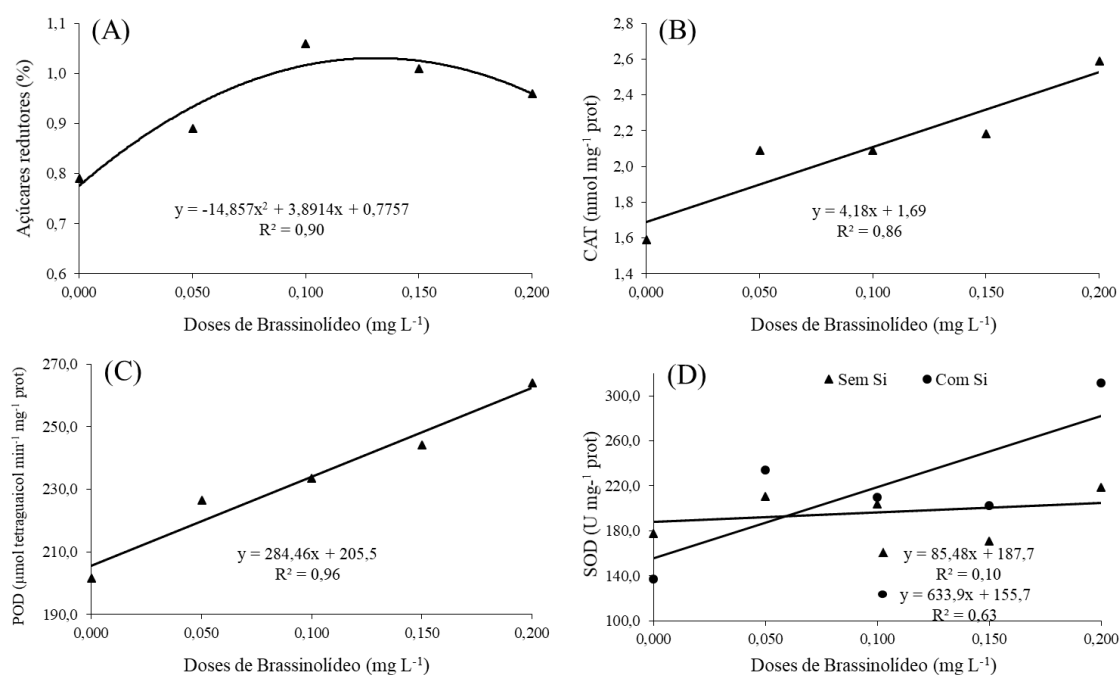 (A)
1,1
1,0
0,9
0,8
0,7
0,6
Açúcares redutores (%)
y = -14,857x² + 3,8914x + 0,7757
R² = 0,90
0,000 0,050 0,100 0,150 0,200
Doses de Brassinolídeo (mg L⁻¹)
(B)
2,8
2,6
2,4
2,2
2,0
1,8
1,6
1,4
CAT (nmol mg⁻¹ prot)
y = 4,18x + 1,69
R² = 0,86
0,000 0,050 0,100 0,150 0,200
Doses de Brassinolídeo (mg L⁻¹)
(C)
270,0
250,0
230,0
210,0
190,0
POD (µmol tetraguaicol min⁻¹ mg⁻¹ prot)
y = 284,46x + 205,5
R² = 0,96
0,000 0,050 0,100 0,150 0,200
Doses de Brassinolídeo (mg L⁻¹)
(D)
▲ Sem Si ● Com Si
300,0
260,0
220,0
180,0
140,0
100,0
SOD (U mg-¹ prot)
▲ y = 85,48x + 187,7
R² = 0,10
● y = 633,9x + 155,7
R² = 0,63
0,000 0,050 0,100 0,150 0,200
Doses de Brassinolídeo (mg L⁻¹)